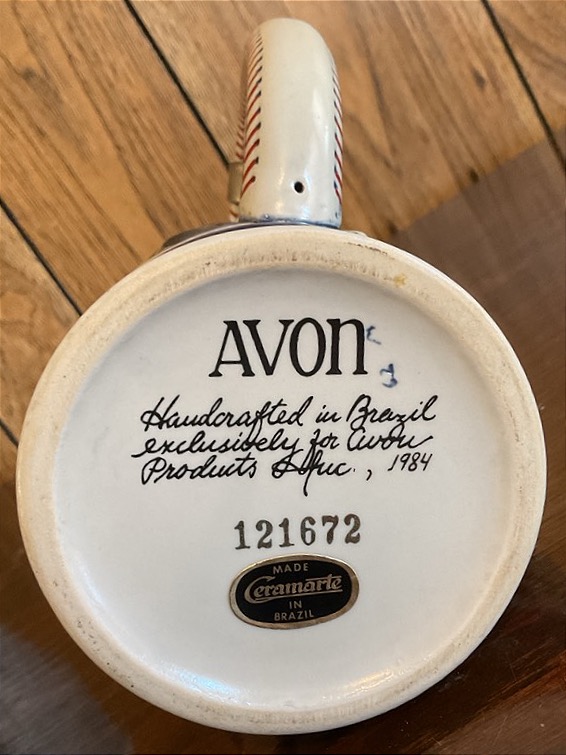 AVON
Handcrafted in Brazil
exclusively for Avon
Products Inc., 1984
121672
MADE
Ceramarte
IN
BRAZIL